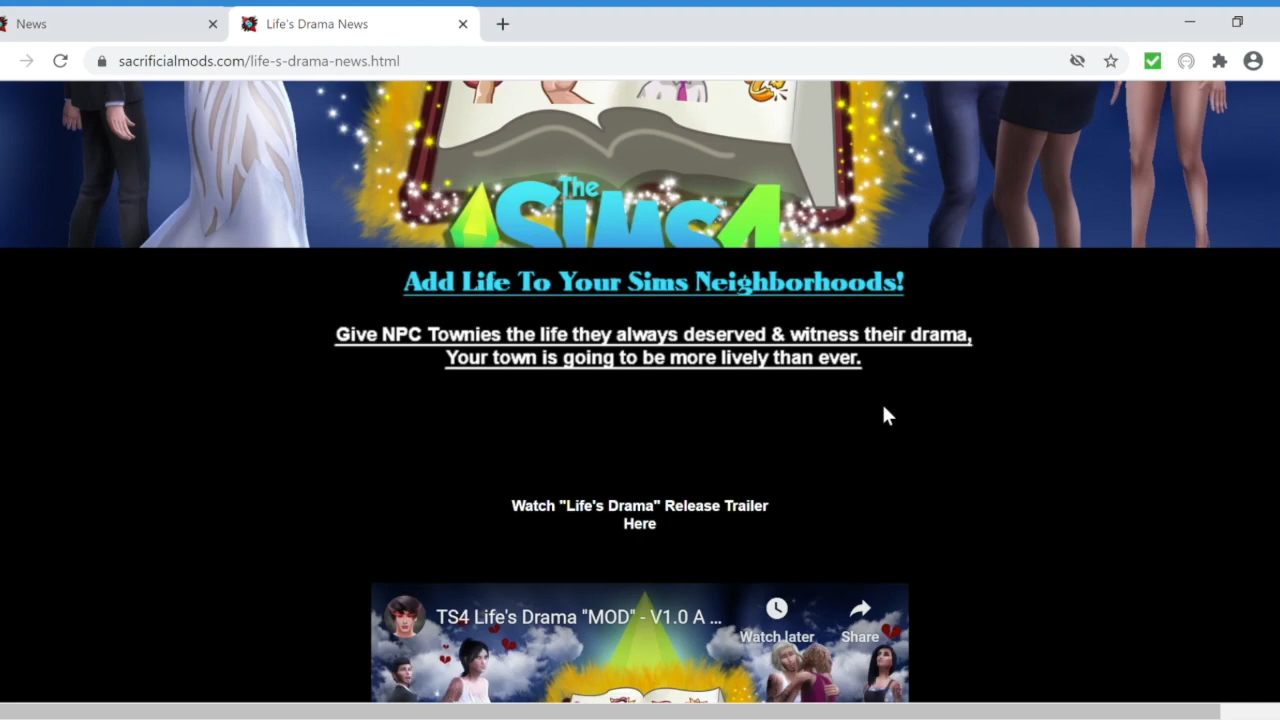 News
Life's Drama News
sacrificialmods.com/life-s-drama-news.html
The
SIMS 4
Add Life To Your Sims Neighborhoods!
Give NPC Townies the life they always deserved & witness their drama,
Your town is going to be more lively than ever.
Watch "Life's Drama" Release Trailer
Here
TS4 Life's Drama "MOD" - V1.0 A ...
Watch later
Share